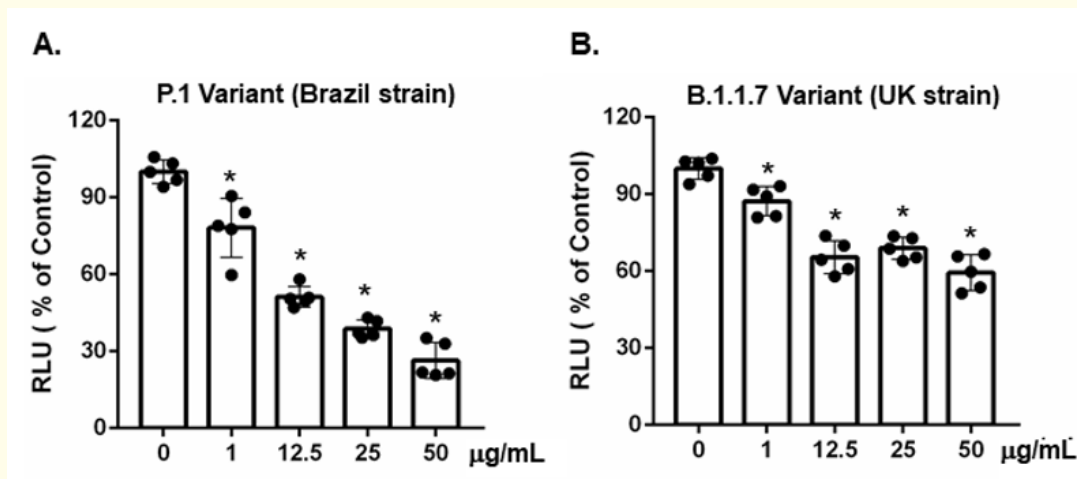 A.
P.1 Variant (Brazil strain)
120
90
60
30
0
RLU ( % of Control)
*
*
*
*
0 1 12.5 25 50 μg/mL
B.
B.1.1.7 Variant (UK strain)
120
90
60
30
0
RLU ( % of Control)
*
*
*
*
0 1 12.5 25 50 μg/mL